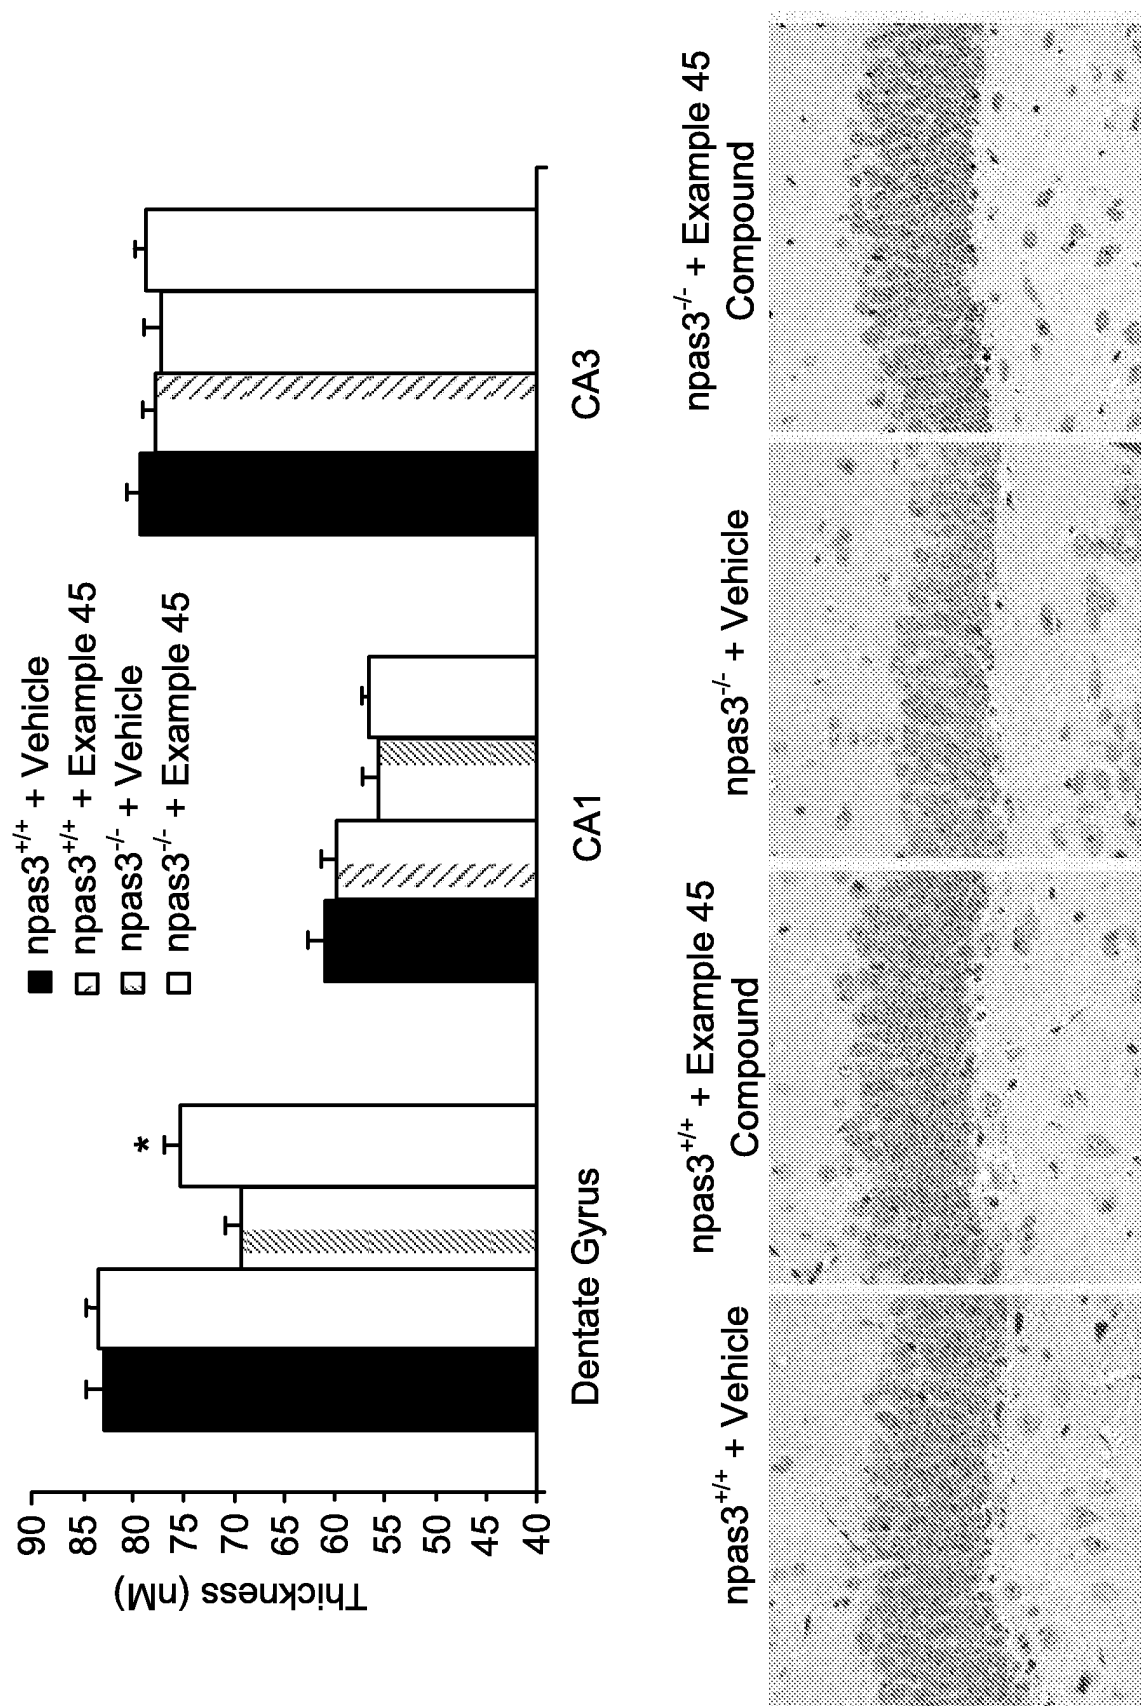 npas3+/+ + Vehicle
npas3+/+ + Example 45
npas3-/- + Vehicle
npas3-/- + Example 45
90
85
80
75
70
65
60
55
50
45
40
Thickness (nM)
*
Dentate Gyrus
CA1
CA3
npas3+/+ + Vehicle
npas3+/+ + Example 45
Compound
npas3-/- + Vehicle
npas3-/- + Example 45
Compound